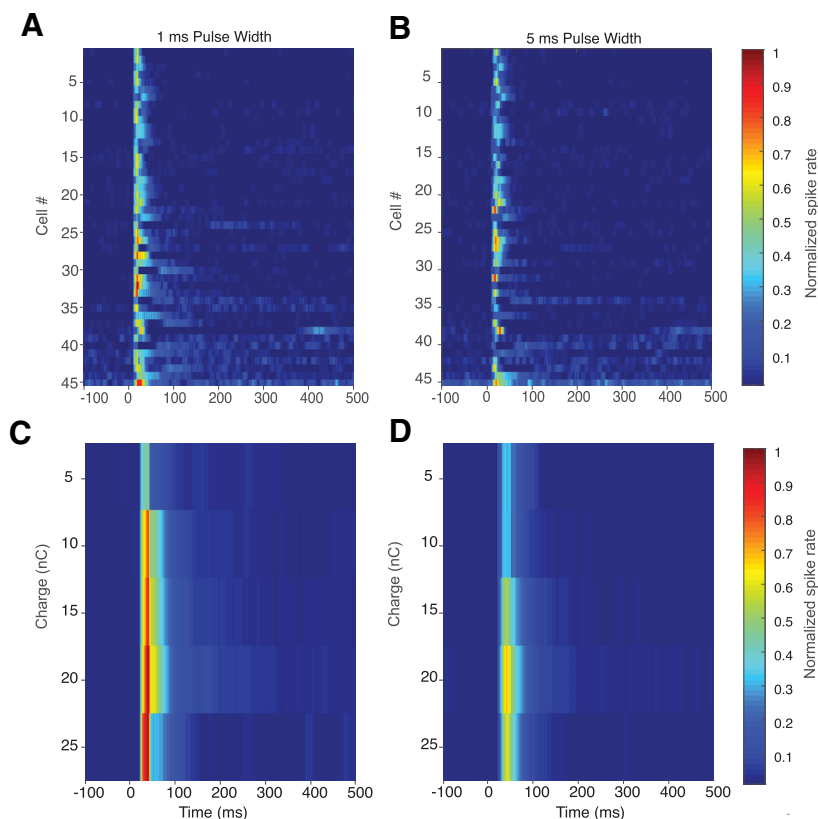 A
B
1 ms Pulse Width
5 ms Pulse Width
Cell #
5
10
15
20
25
30
35
40
45
-100 0 100 200 300 400 500
Cell #
5
10
15
20
25
30
35
40
45
-100 0 100 200 300 400 500
1
0.9
0.8
0.7
0.6
0.5
0.4
0.3
0.2
0.1
Normalized spike rate
C
D
Charge (nC)
5
10
15
20
25
-100 0 100 200 300 400 500
Time (ms)
Charge (nC)
5
10
15
20
25
-100 0 100 200 300 400 500
Time (ms)
1
0.9
0.8
0.7
0.6
0.5
0.4
0.3
0.2
0.1
Normalized spike rate